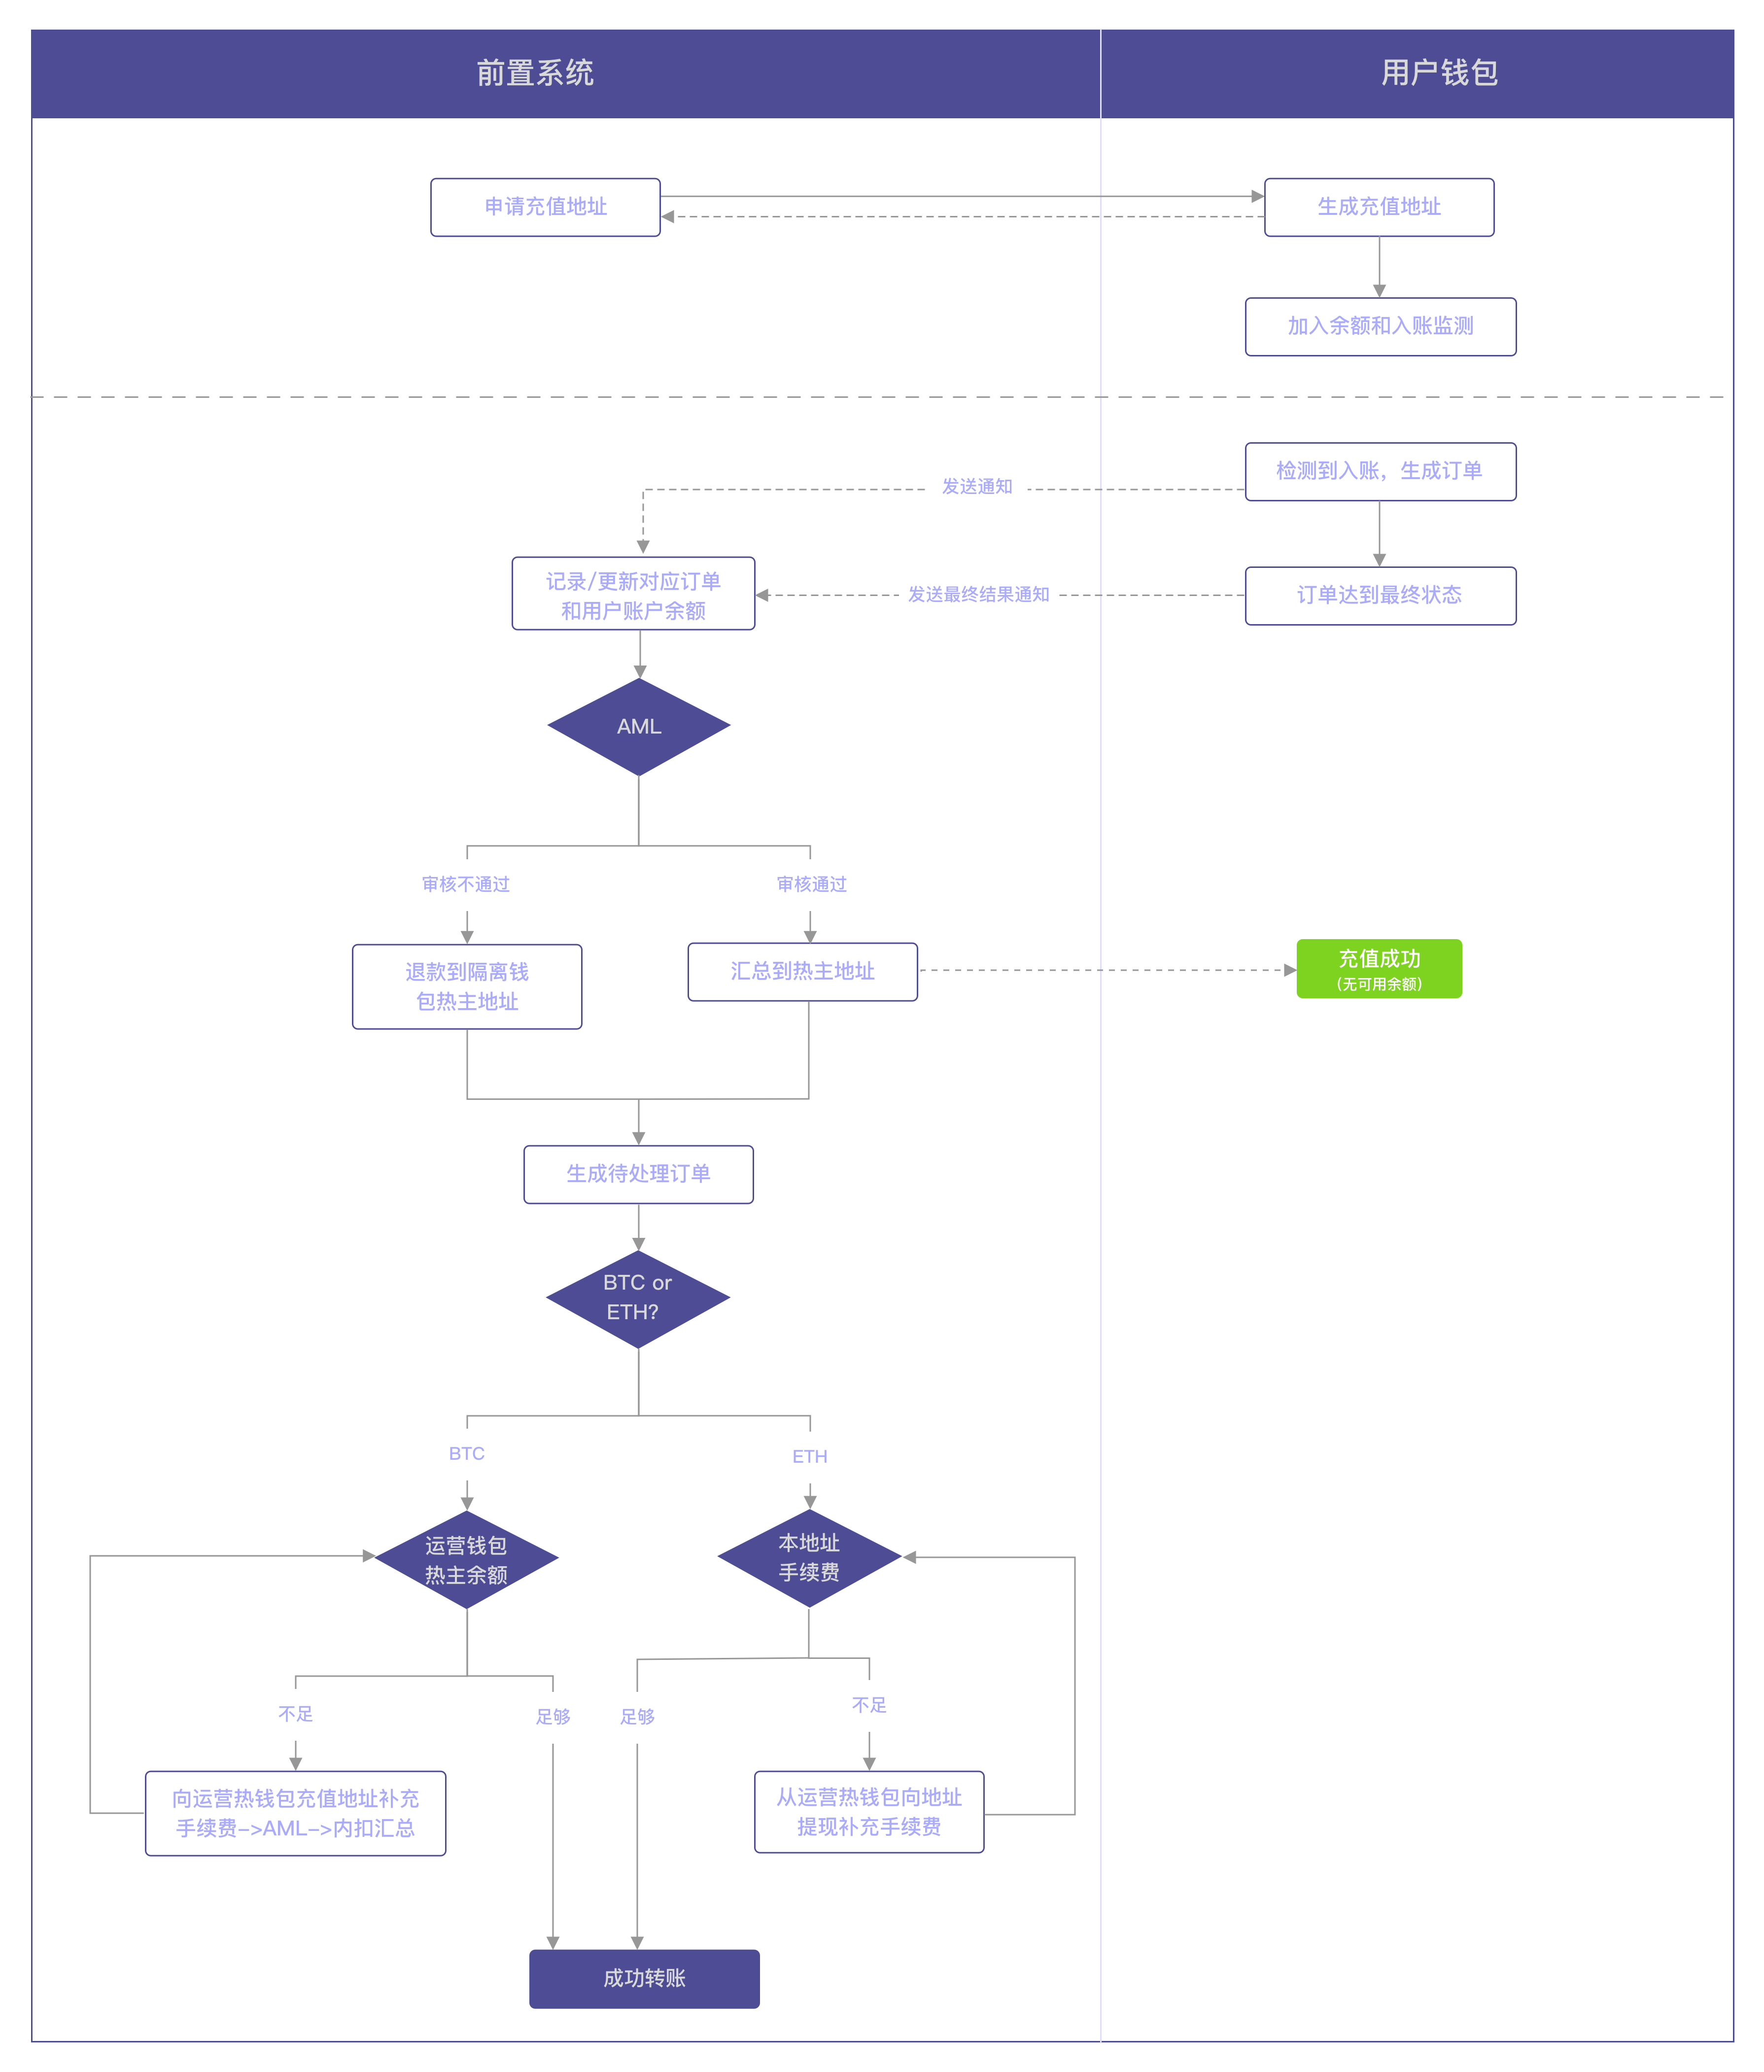 前置系统
用户钱包
申请充值地址
生成充值地址
加入余额和入账监测
检测到入账，生成订单
发送通知
记录/更新对应订单
和用户账户余额
发送最终结果通知
订单达到最终状态
AML
审核不通过
审核通过
退款到隔离钱
包热主地址
汇总到热主地址
充值成功
(无可用余额)
生成待处理订单
BTC or
ETH?
BTC
ETH
运营钱包
热主余额
本地址
手续费
不足
足够
足够
不足
向运营热钱包充值地址补充
手续费->AML->内扣汇总
从运营热钱包向地址
提现补充手续费
成功转账